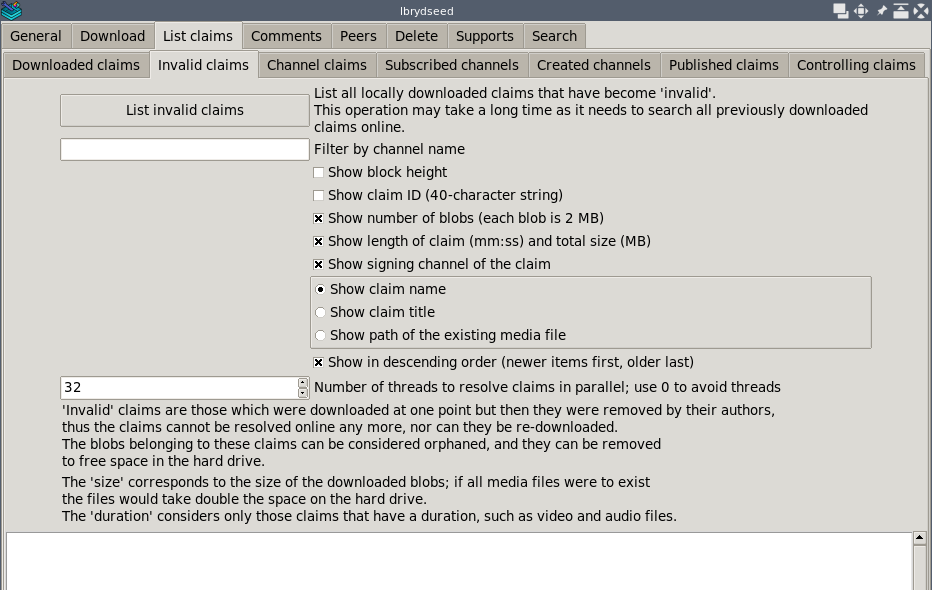 lbrydseed
General Download List claims Comments Peers Delete Supports Search
Downloaded claims Invalid claims Channel claims Subscribed channels Created channels Published claims Controlling claims
List invalid claims
List all locally downloaded claims that have become 'invalid'.
This operation may take a long time as it needs to search all previously downloaded
claims online.
Filter by channel name
Show block height
Show claim ID (40-character string)
Show number of blobs (each blob is 2 MB)
Show length of claim (mm:ss) and total size (MB)
Show signing channel of the claim
Show claim name
Show claim title
Show path of the existing media file
Show in descending order (newer items first, older last)
32 Number of threads to resolve claims in parallel; use 0 to avoid threads
'Invalid' claims are those which were downloaded at one point but then they were removed by their authors,
thus the claims cannot be resolved online any more, nor can they be re-downloaded.
The blobs belonging to these claims can be considered orphaned, and they can be removed
to free space in the hard drive.
The 'size' corresponds to the size of the downloaded blobs; if all media files were to exist
the files would take double the space on the hard drive.
The 'duration' considers only those claims that have a duration, such as video and audio files.